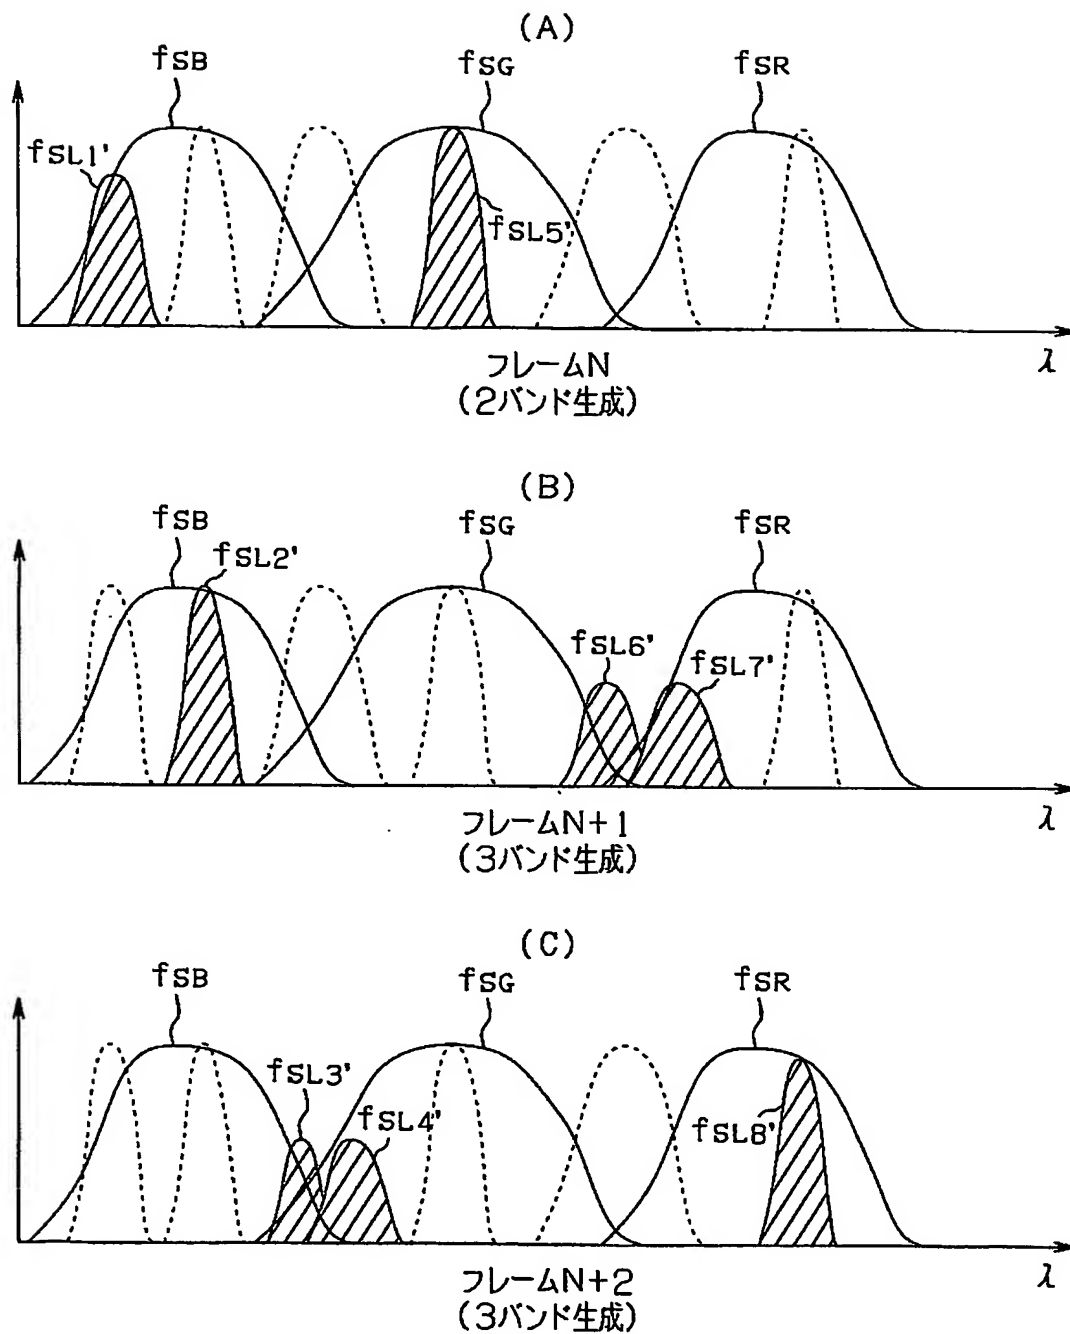 (A)
fSB
fSG
fSR
fSL1'
fSL5'
λ
フレームN
(2バンド生成)
(B)
fSB
fSG
fSR
fSL2'
fSL6'
fSL7'
λ
フレームN+1
(3バンド生成)
(C)
fSB
fSG
fSR
fSL3'
fSL4'
fSL8'
λ
フレームN+2
(3バンド生成)